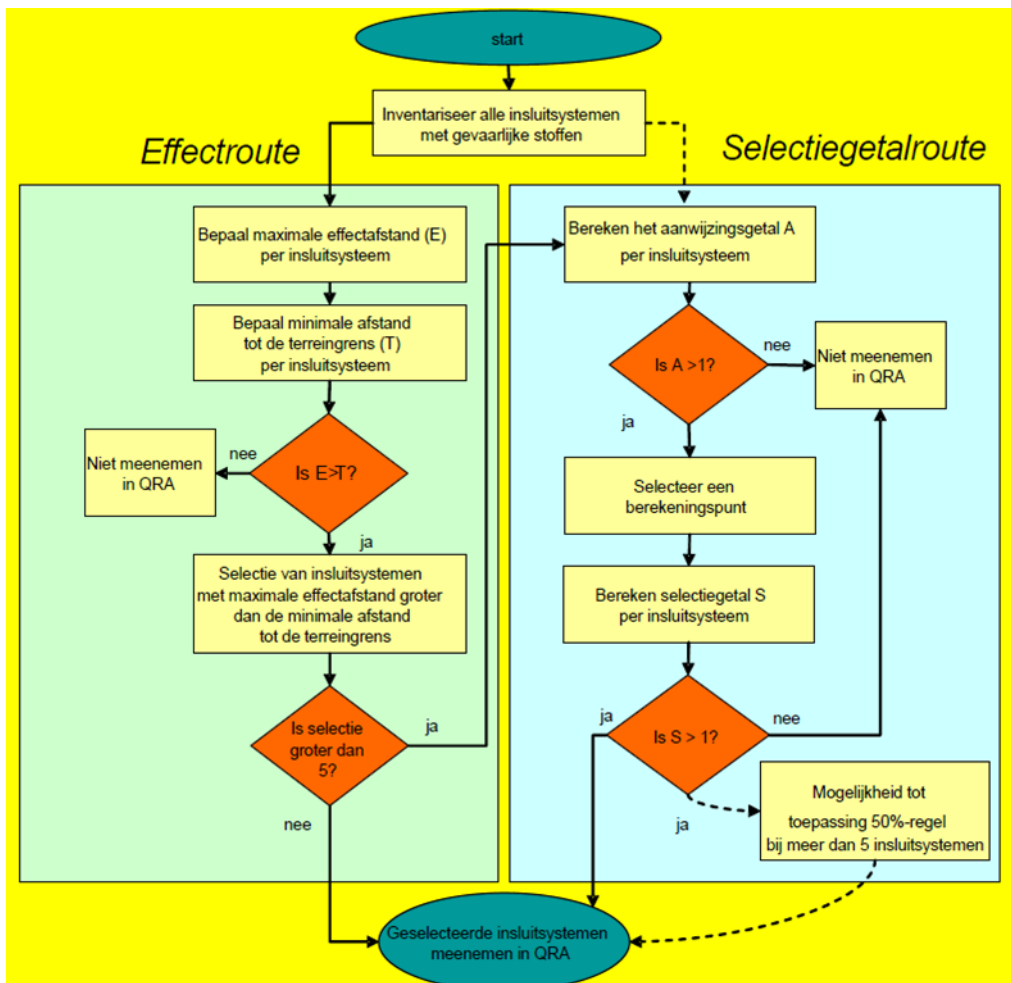 start
Inventariseer alle insluitsystemen
met gevaarlijke stoffen
Effectroute
Selectiegetalroute
Bepaal maximale effectafstand (E)
per insluitsysteem
Bepaal minimale afstand
tot de terreingrens (T)
per insluitsysteem
Is E>T?
nee
Niet meenemen
in QRA
ja
Selectie van insluitsystemen
met maximale effectafstand groter
dan de minimale afstand
tot de terreingrens
Is selectie
groter dan
5?
ja
nee
Bereken het aanwijzingsgetal A
per insluitsysteem
Is A >1?
nee
Niet meenemen
in QRA
ja
Selecteer een
berekeningspunt
Bereken selectiegetal S
per insluitsysteem
Is S > 1?
ja
nee
ja
Mogelijkheid tot
toepassing 50%-regel
bij meer dan 5 insluitsystemen
Geselecteerde insluitsystemen
meenemen in QRA